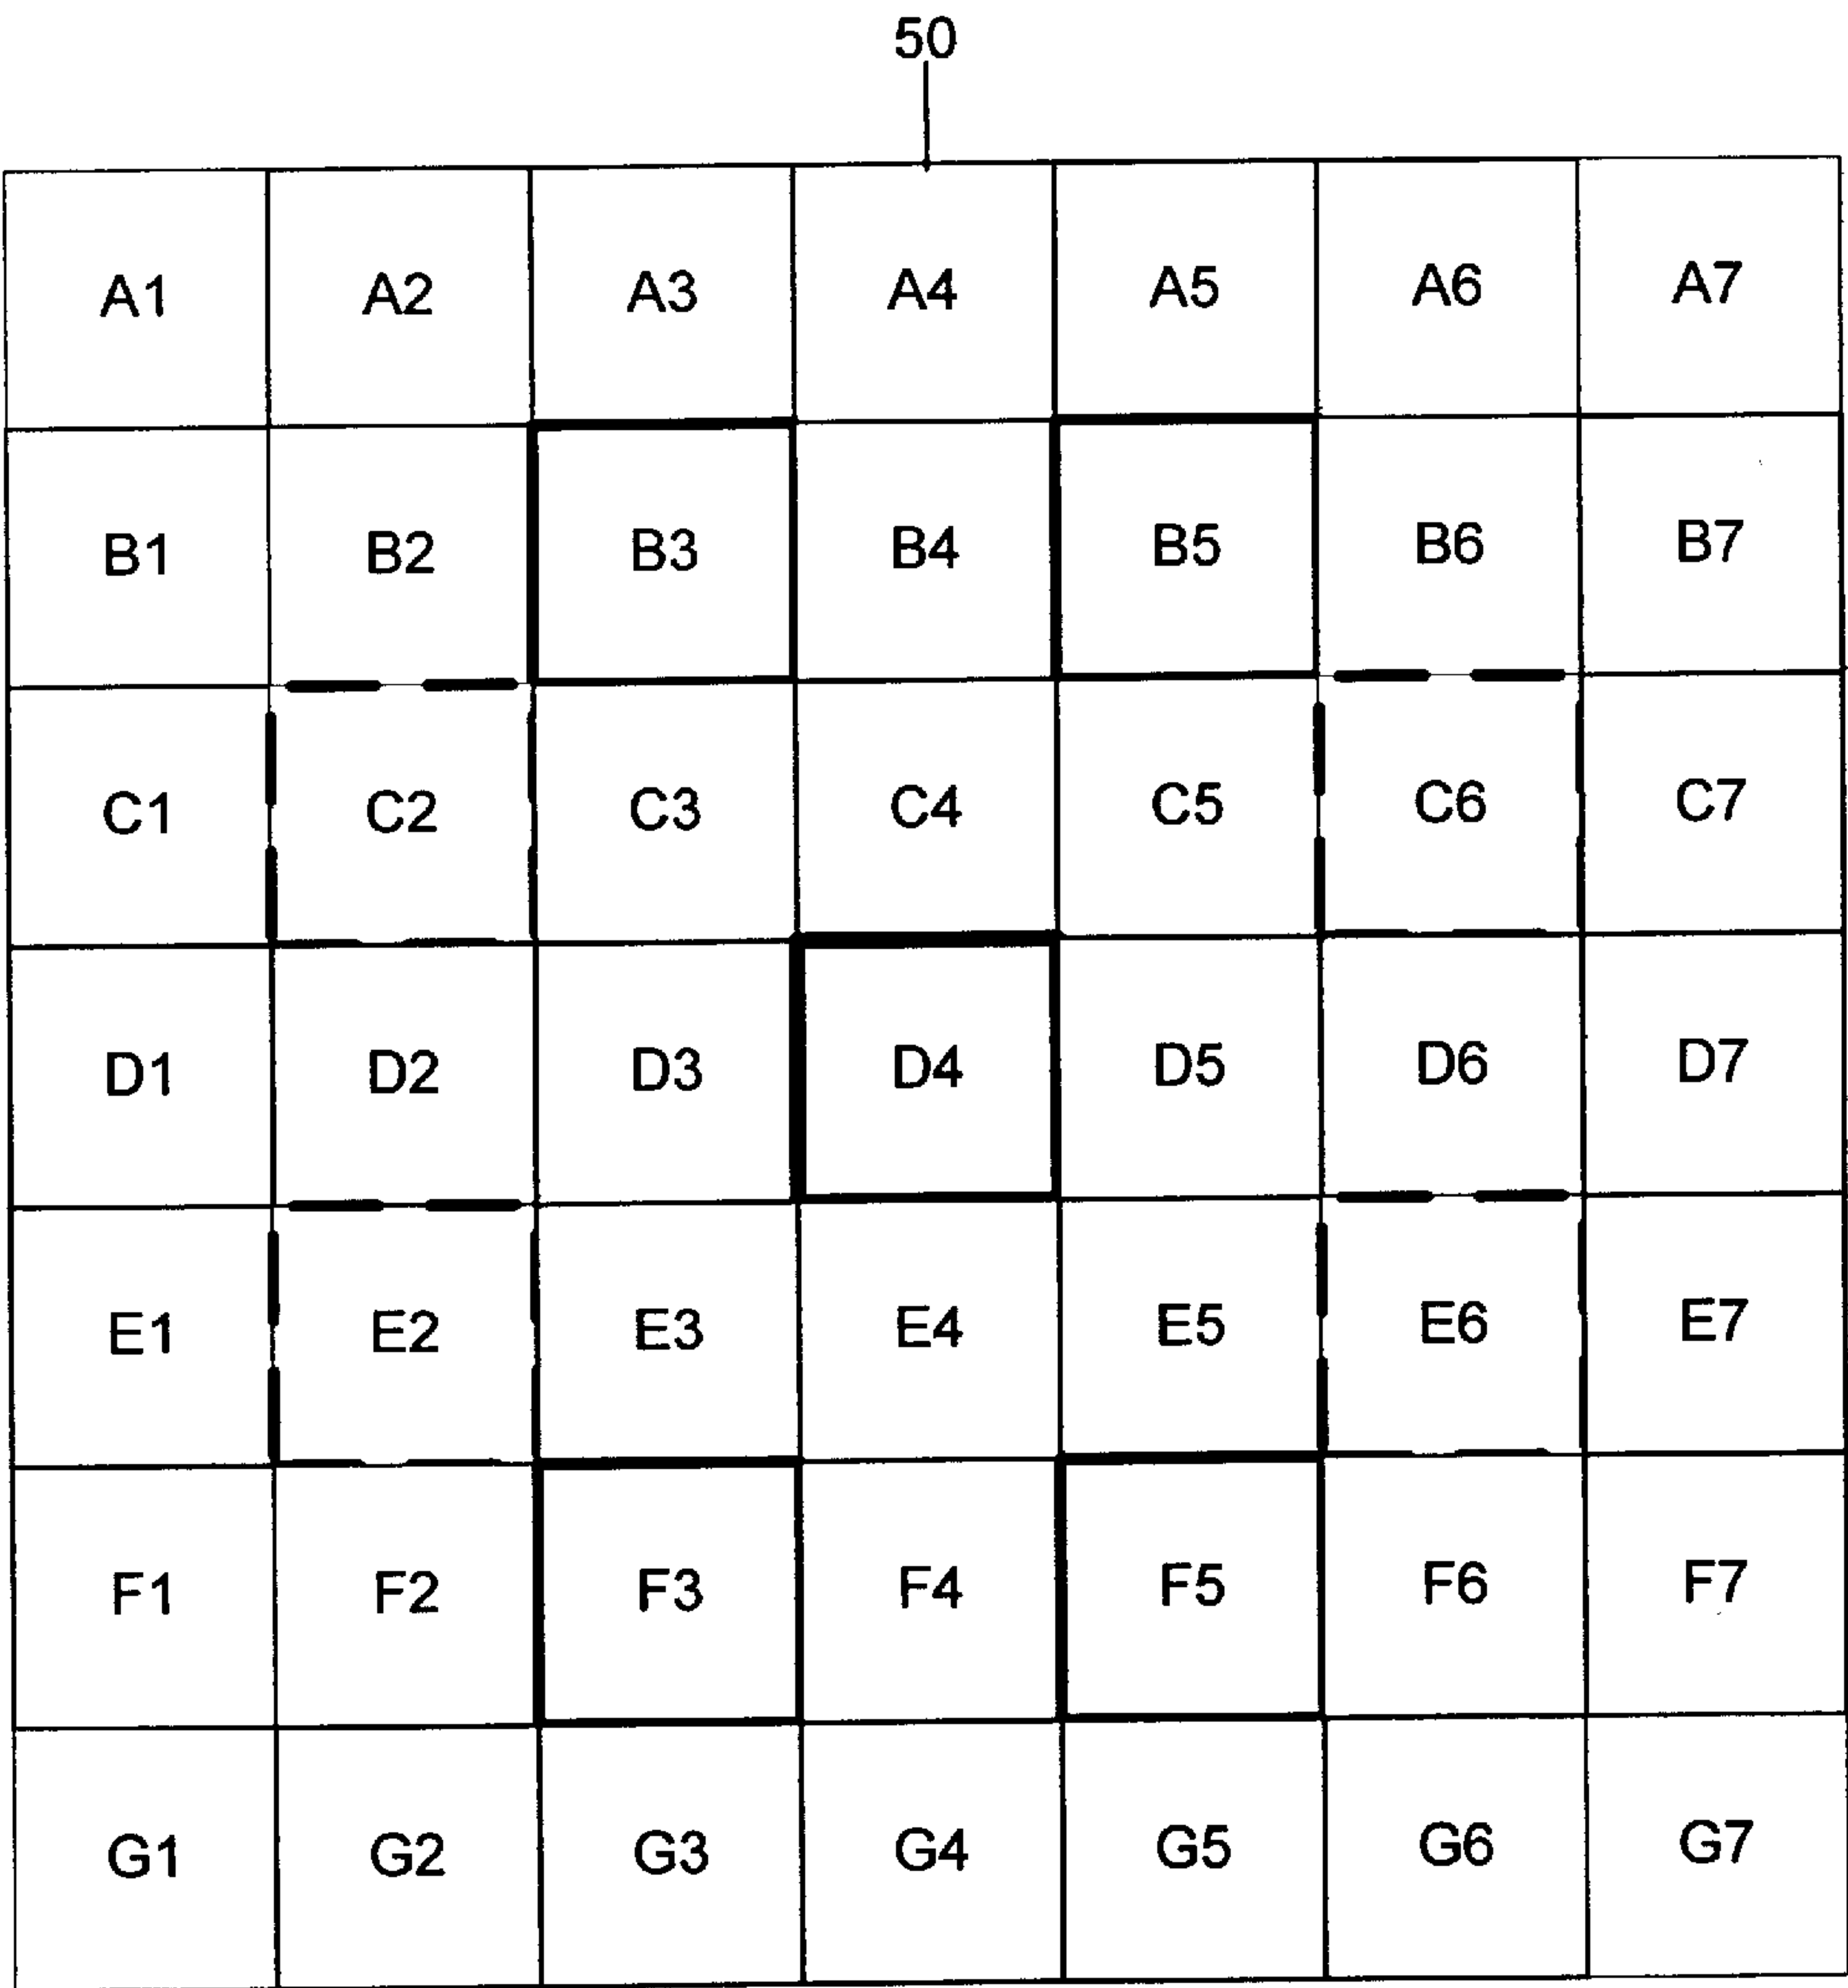 50
A1 A2 A3 A4 A5 A6 A7
B1 B2 B3 B4 B5 B6 B7
C1 C2 C3 C4 C5 C6 C7
D1 D2 D3 D4 D5 D6 D7
E1 E2 E3 E4 E5 E6 E7
F1 F2 F3 F4 F5 F6 F7
G1 G2 G3 G4 G5 G6 G7